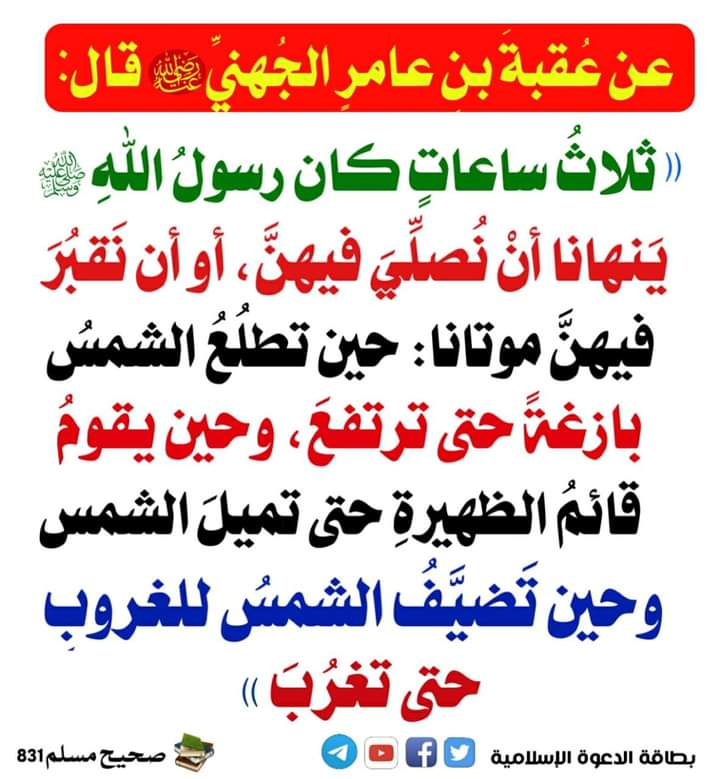 عن عُقبةَ بنِ عامرٍ الجُهنيِّ رضي الله عنه قال:
(( ثلاثُ ساعاتٍ كان رسولُ اللهِ ﷺ
يَنهانا أنْ نُصلِّيَ فيهنَّ، أو أن نَقبُرَ
فيهنَّ موتانا: حين تطلُعُ الشمسُ
بازغةً حتى ترتفعَ، وحين يقومُ
قائمُ الظهيرةِ حتى تميلَ الشمس
وحين تَضيَّفُ الشمسُ للغروبِ
حتى تغرُبَ ))
بطاقة الدعوة الإسلامية
صحيح مسلم831